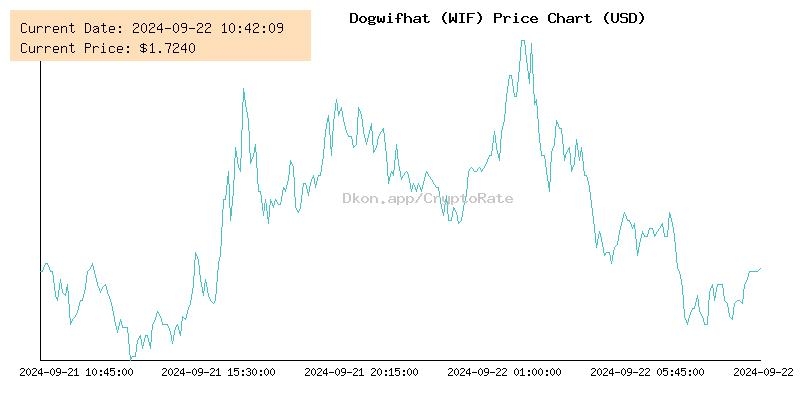 Dogwifhat (WIF) Price Chart (USD)
Current Date: 2024-09-22 10:42:09
Current Price: $1.7240
Dkon.app/CryptoRate
2024-09-21 10:45:00 2024-09-21 15:30:00 2024-09-21 20:15:00 2024-09-22 01:00:00 2024-09-22 05:45:00 2024-09-22